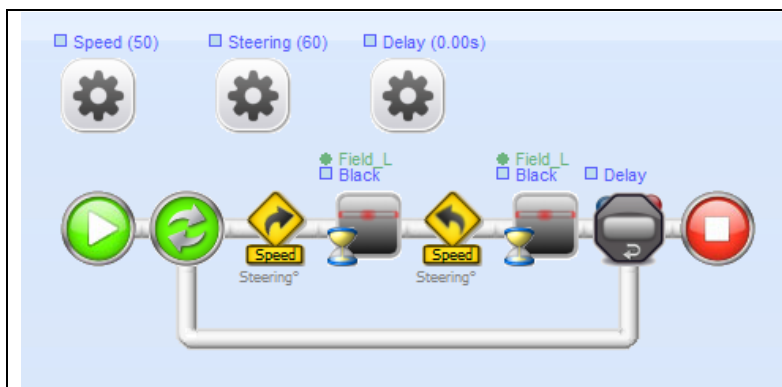 Speed (50)
Steering (60)
Delay (0.00s)
Field_L
Black
Field_L
Black
Delay
Speed
Steering°
Speed
Steering°